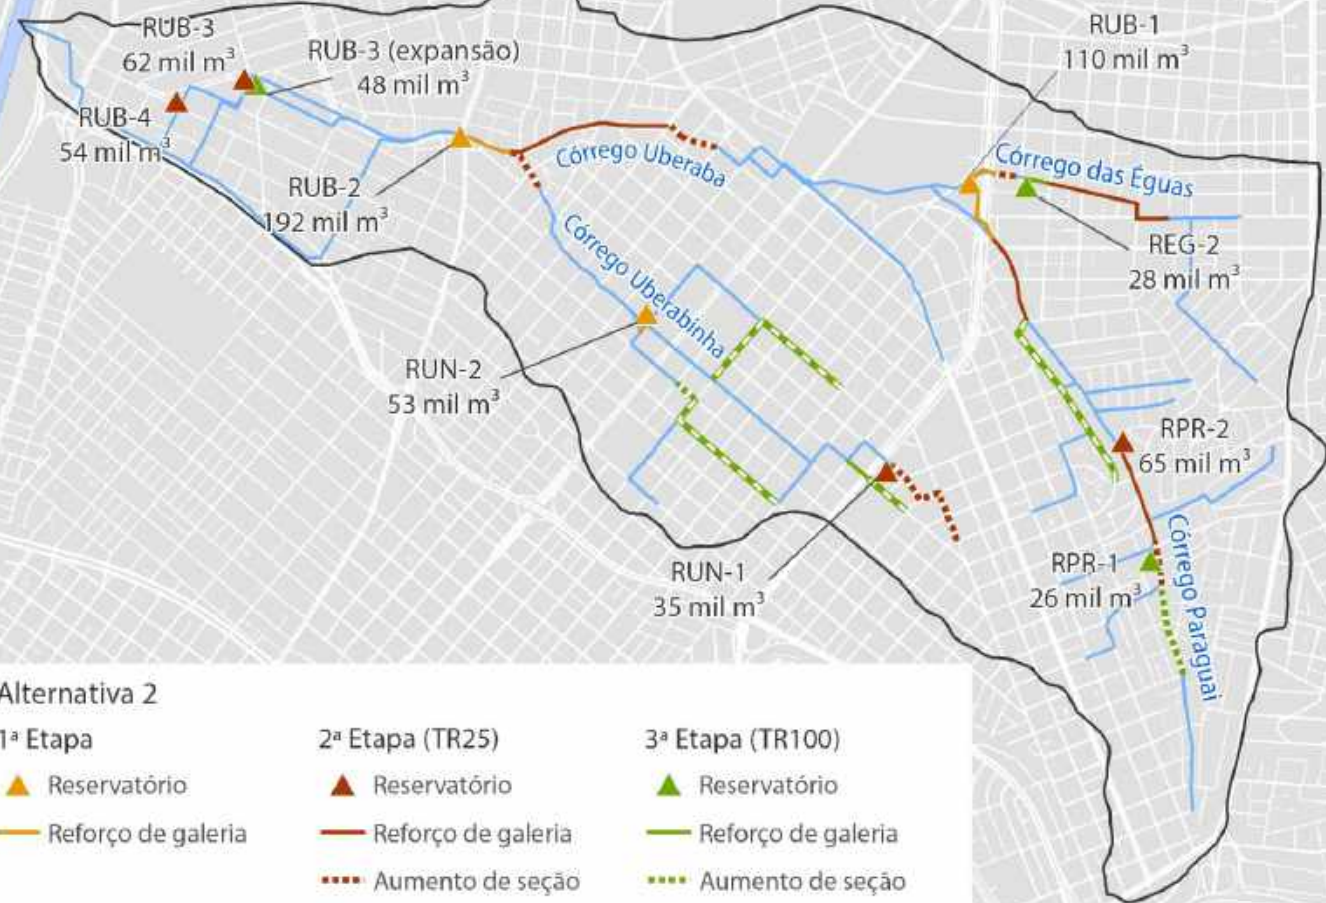 RUB-3
62 mil m³
RUB-3 (expansão)
48 mil m³
RUB-1
110 mil m³
RUB-4
54 mil m³
RUB-2
192 mil m³
Córrego Uberaba
Córrego das Éguas
REG-2
28 mil m³
Córrego Uberabinha
RUN-2
53 mil m³
RPR-2
65 mil m³
RUN-1
35 mil m³
RPR-1
26 mil m³
Córrego Paraguai
Alternativa 2
1ª Etapa
Reservatório
Reforço de galeria
2ª Etapa (TR25)
Reservatório
Reforço de galeria
Aumento de seção
3ª Etapa (TR100)
Reservatório
Reforço de galeria
Aumento de seção